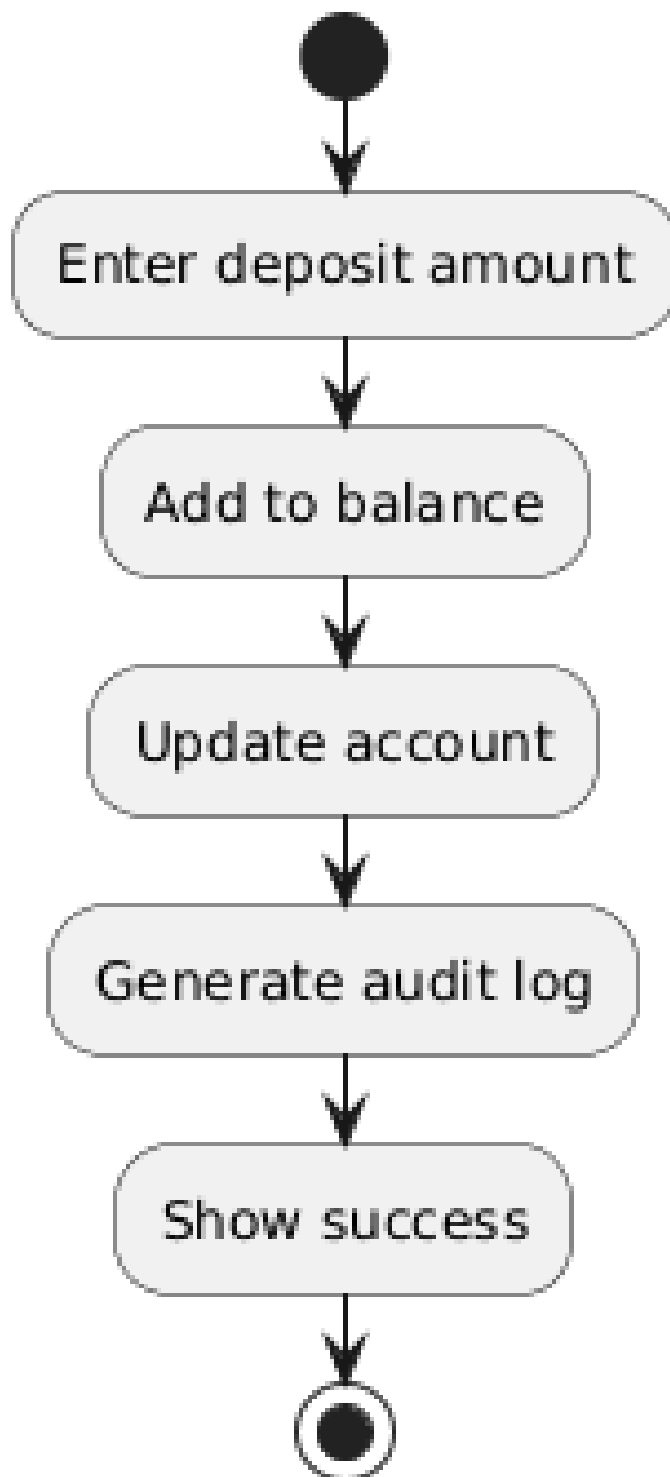 Enter deposit amount
Add to balance
Update account
Generate audit log
Show success